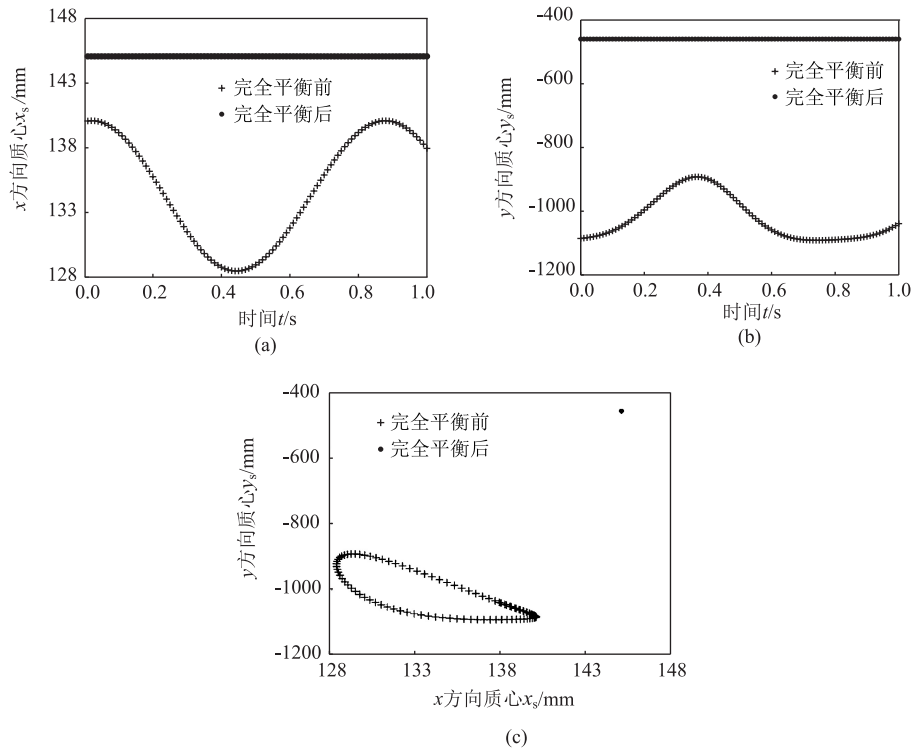 148
143
138
133
128
x方向质心xs/mm
+ 完全平衡前
● 完全平衡后
0.0 0.2 0.4 0.6 0.8 1.0
时间t/s
(a)
-400
-600
-800
-1000
-1200
y方向质心ys/mm
+ 完全平衡前
● 完全平衡后
0.0 0.2 0.4 0.6 0.8 1.0
时间t/s
(b)
-400
-600
-800
-1000
-1200
y方向质心ys/mm
+ 完全平衡前
● 完全平衡后
128 133 138 143 148
x方向质心xs/mm
(c)